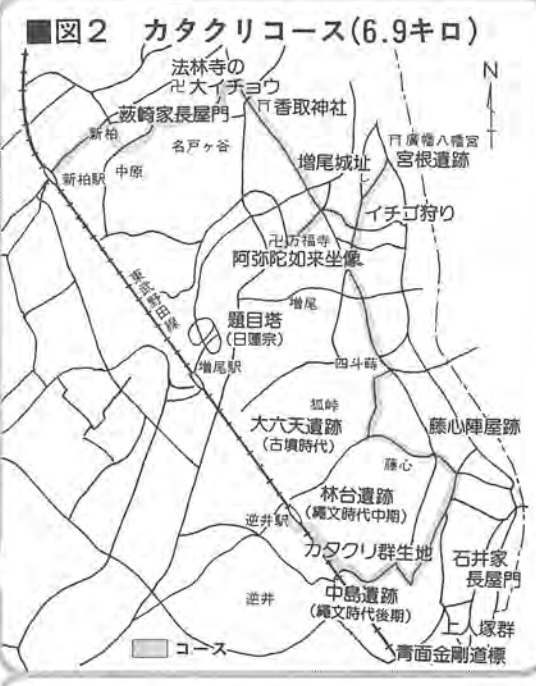 ■図2 カタクリコース(6.9キロ)
法林寺の
卍大イチョウ
N
薮崎家長屋門
⛩香取神社
新柏
名戸ヶ谷
⛩廣幡八幡宮
宮根遺跡
増尾城址
新柏駅
中原
イチゴ狩り
卍万福寺
阿弥陀如来坐像
東武野田線
増尾
題目塔
(日蓮宗)
増尾駅
四斗蒔
狐峠
大六天遺跡
(古墳時代)
藤心陣屋跡
藤心
林台遺跡
(縄文時代中期)
逆井駅
カタクリ群生地
石井家
長屋門
中島遺跡
(縄文時代後期)
逆井
上ノ塚群
コース
青面金剛道標